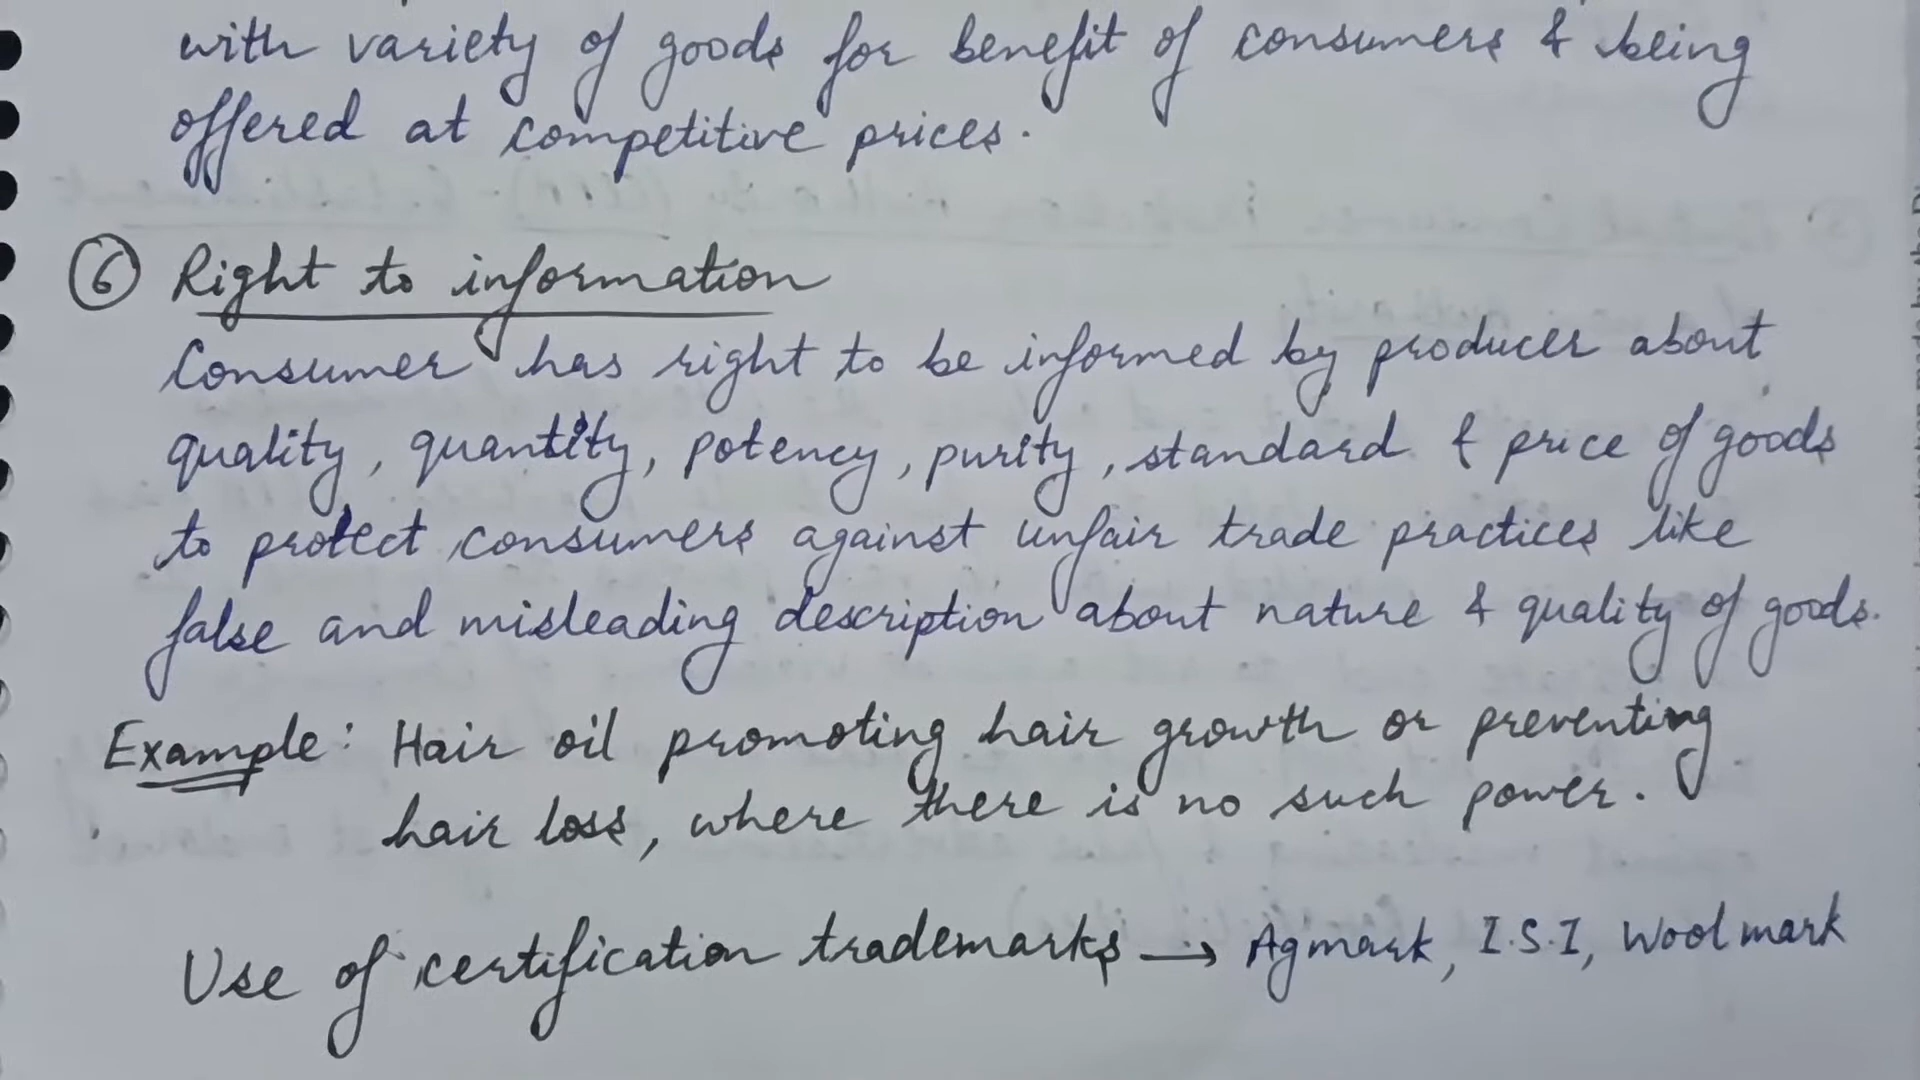 with variety of goods for benefit of consumers & being
offered at competitive prices.
⑥ Right to information
Consumer has right to be informed by producer about
quality, quantity, potency, purity, standard & price of goods
to protect consumers against unfair trade practices like
false and misleading description about nature & quality of goods.
Example: Hair oil promoting hair growth or preventing
hair loss, where there is no such power.
Use of certification trademarks → Agmark, I.S.I, Woolmark